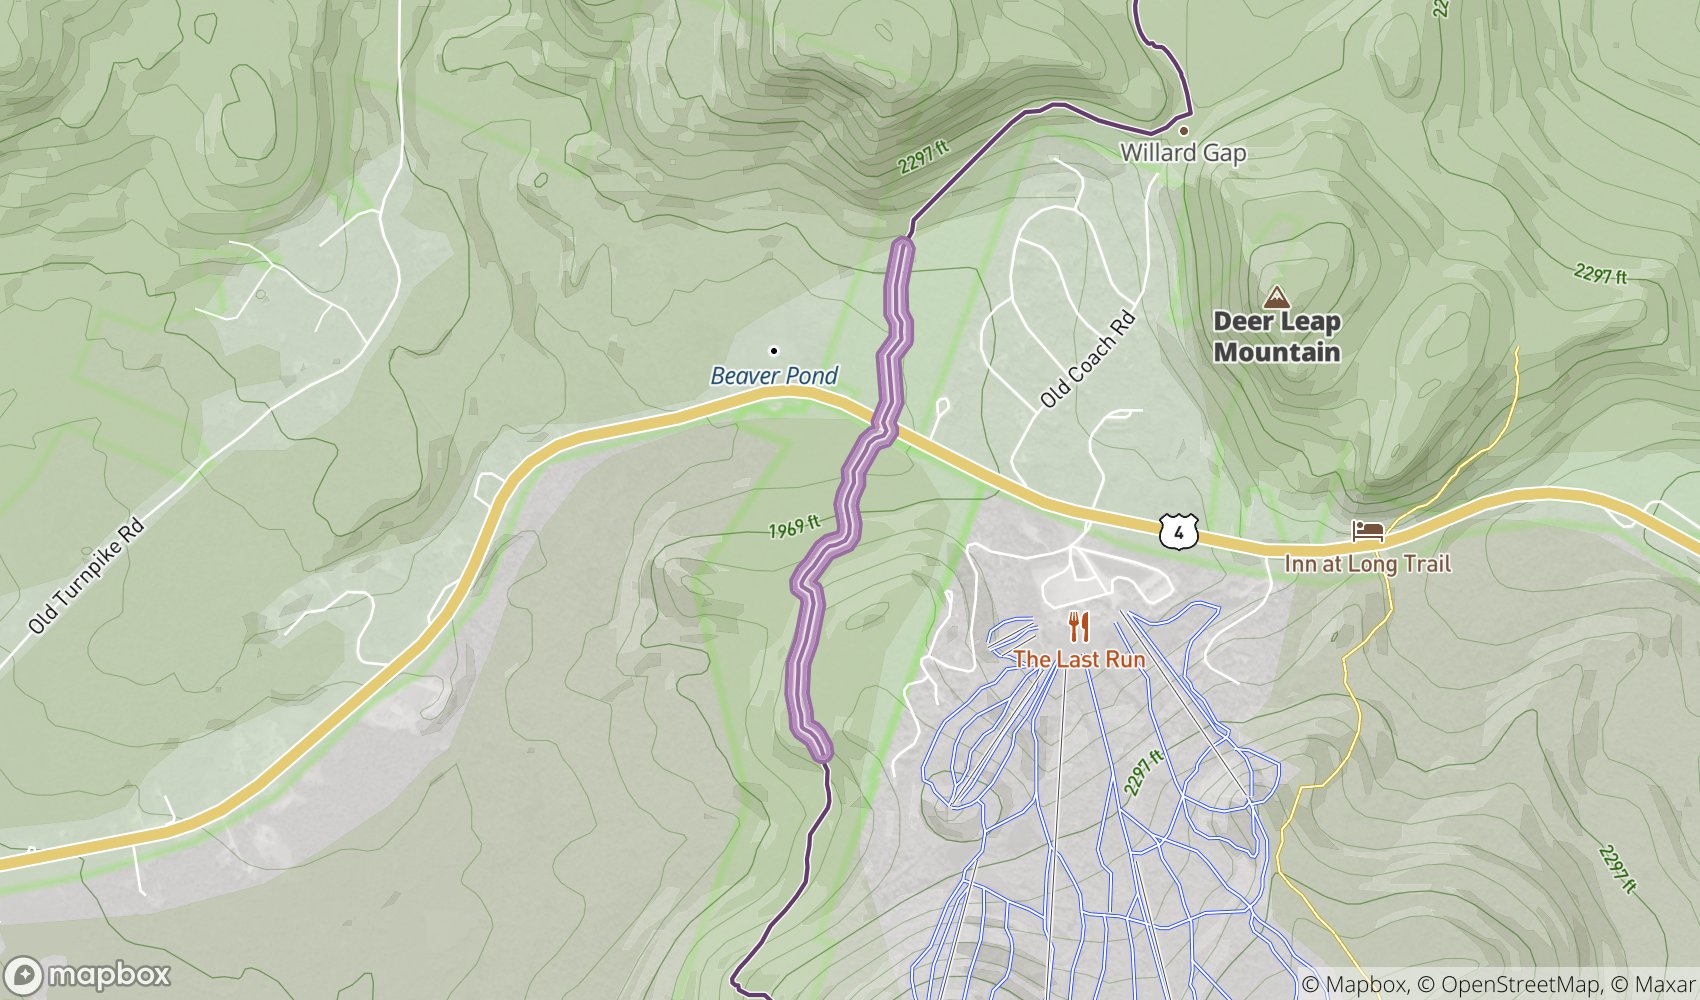 22
2297 ft
Willard Gap
2297 ft
Deer Leap
Mountain
Old Coach Rd
Beaver Pond
1969 ft
4
Old Turnpike Rd
Inn at Long Trail
The Last Run
2297 ft
2297 ft
mapbox
© Mapbox, © OpenStreetMap, © Maxar